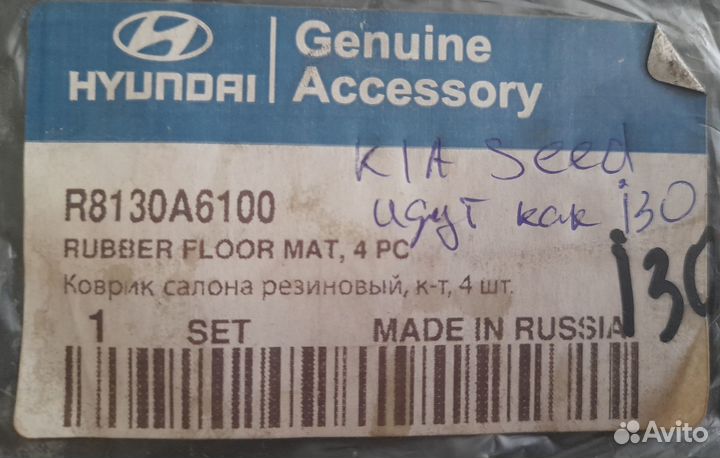 HYUNDAI
Genuine
Accessory
KIA Seed
идут как i30
R8130A6100
RUBBER FLOOR MAT, 4 PC
Коврик салона резиновый, к-т, 4 шт.
i30
1 SET MADE IN RUSSIA
Avito